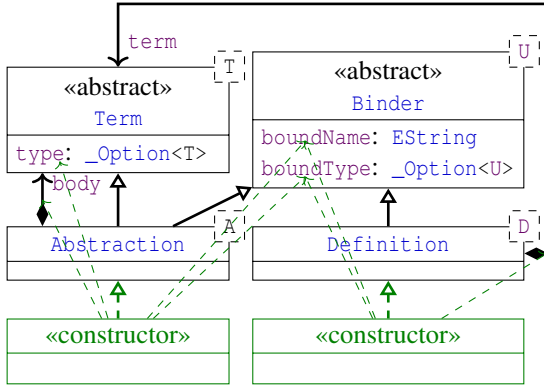 term
T
U
«abstract»
Term
type: _Option<T>
body
«abstract»
Binder
boundName: EString
boundType: _Option<U>
A
Abstraction
D
Definition
«constructor»
«constructor»